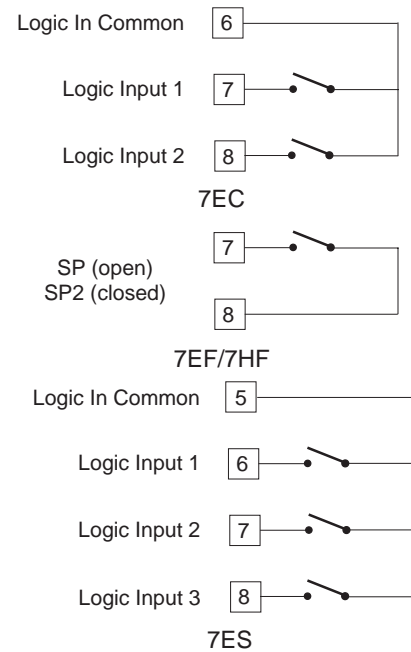 Logic In Common 6
Logic Input 1 7
Logic Input 2 8
7EC
7
SP (open)
SP2 (closed)
8
7EF/7HF
Logic In Common 5
Logic Input 1 6
Logic Input 2 7
Logic Input 3 8
7ES